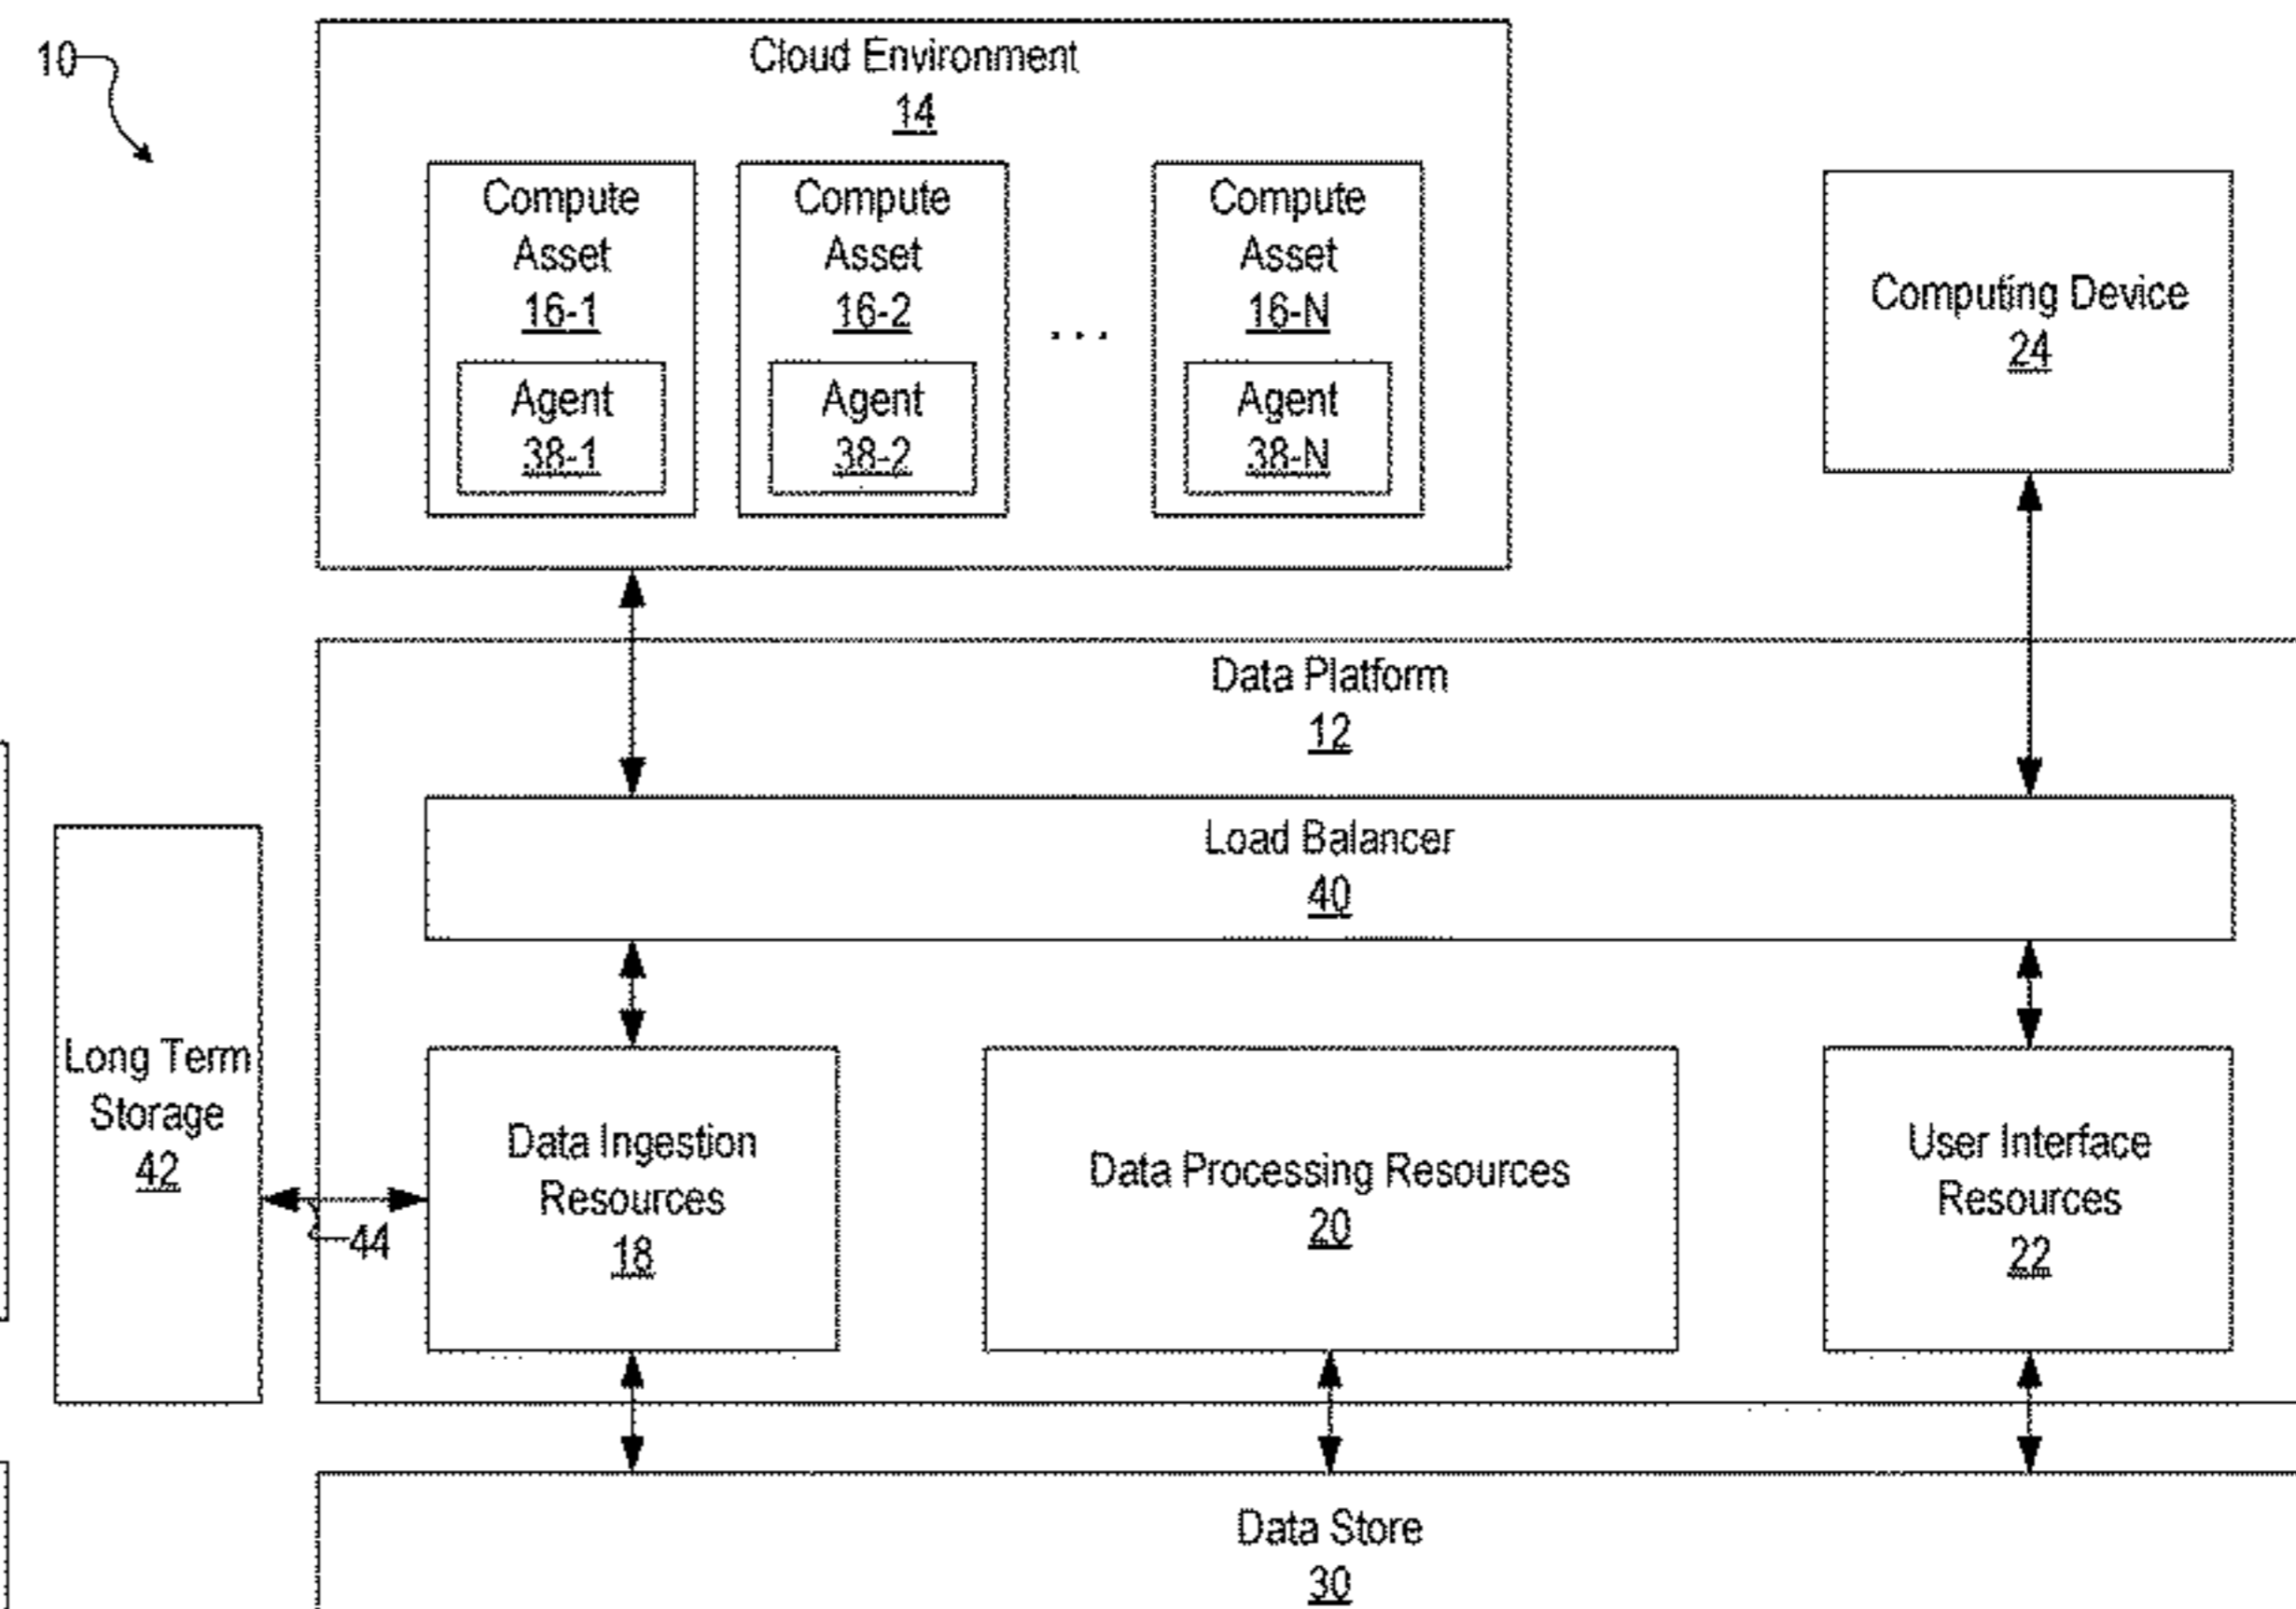 10
Cloud Environment
14
Compute
Asset
16-1
Agent
38-1
Compute
Asset
16-2
Agent
38-2
...
Compute
Asset
16-N
Agent
38-N
Computing Device
24
Data Platform
12
Load Balancer
40
Long Term
Storage
42
44
Data Ingestion
Resources
18
Data Processing Resources
20
User Interface
Resources
22
Data Store
30